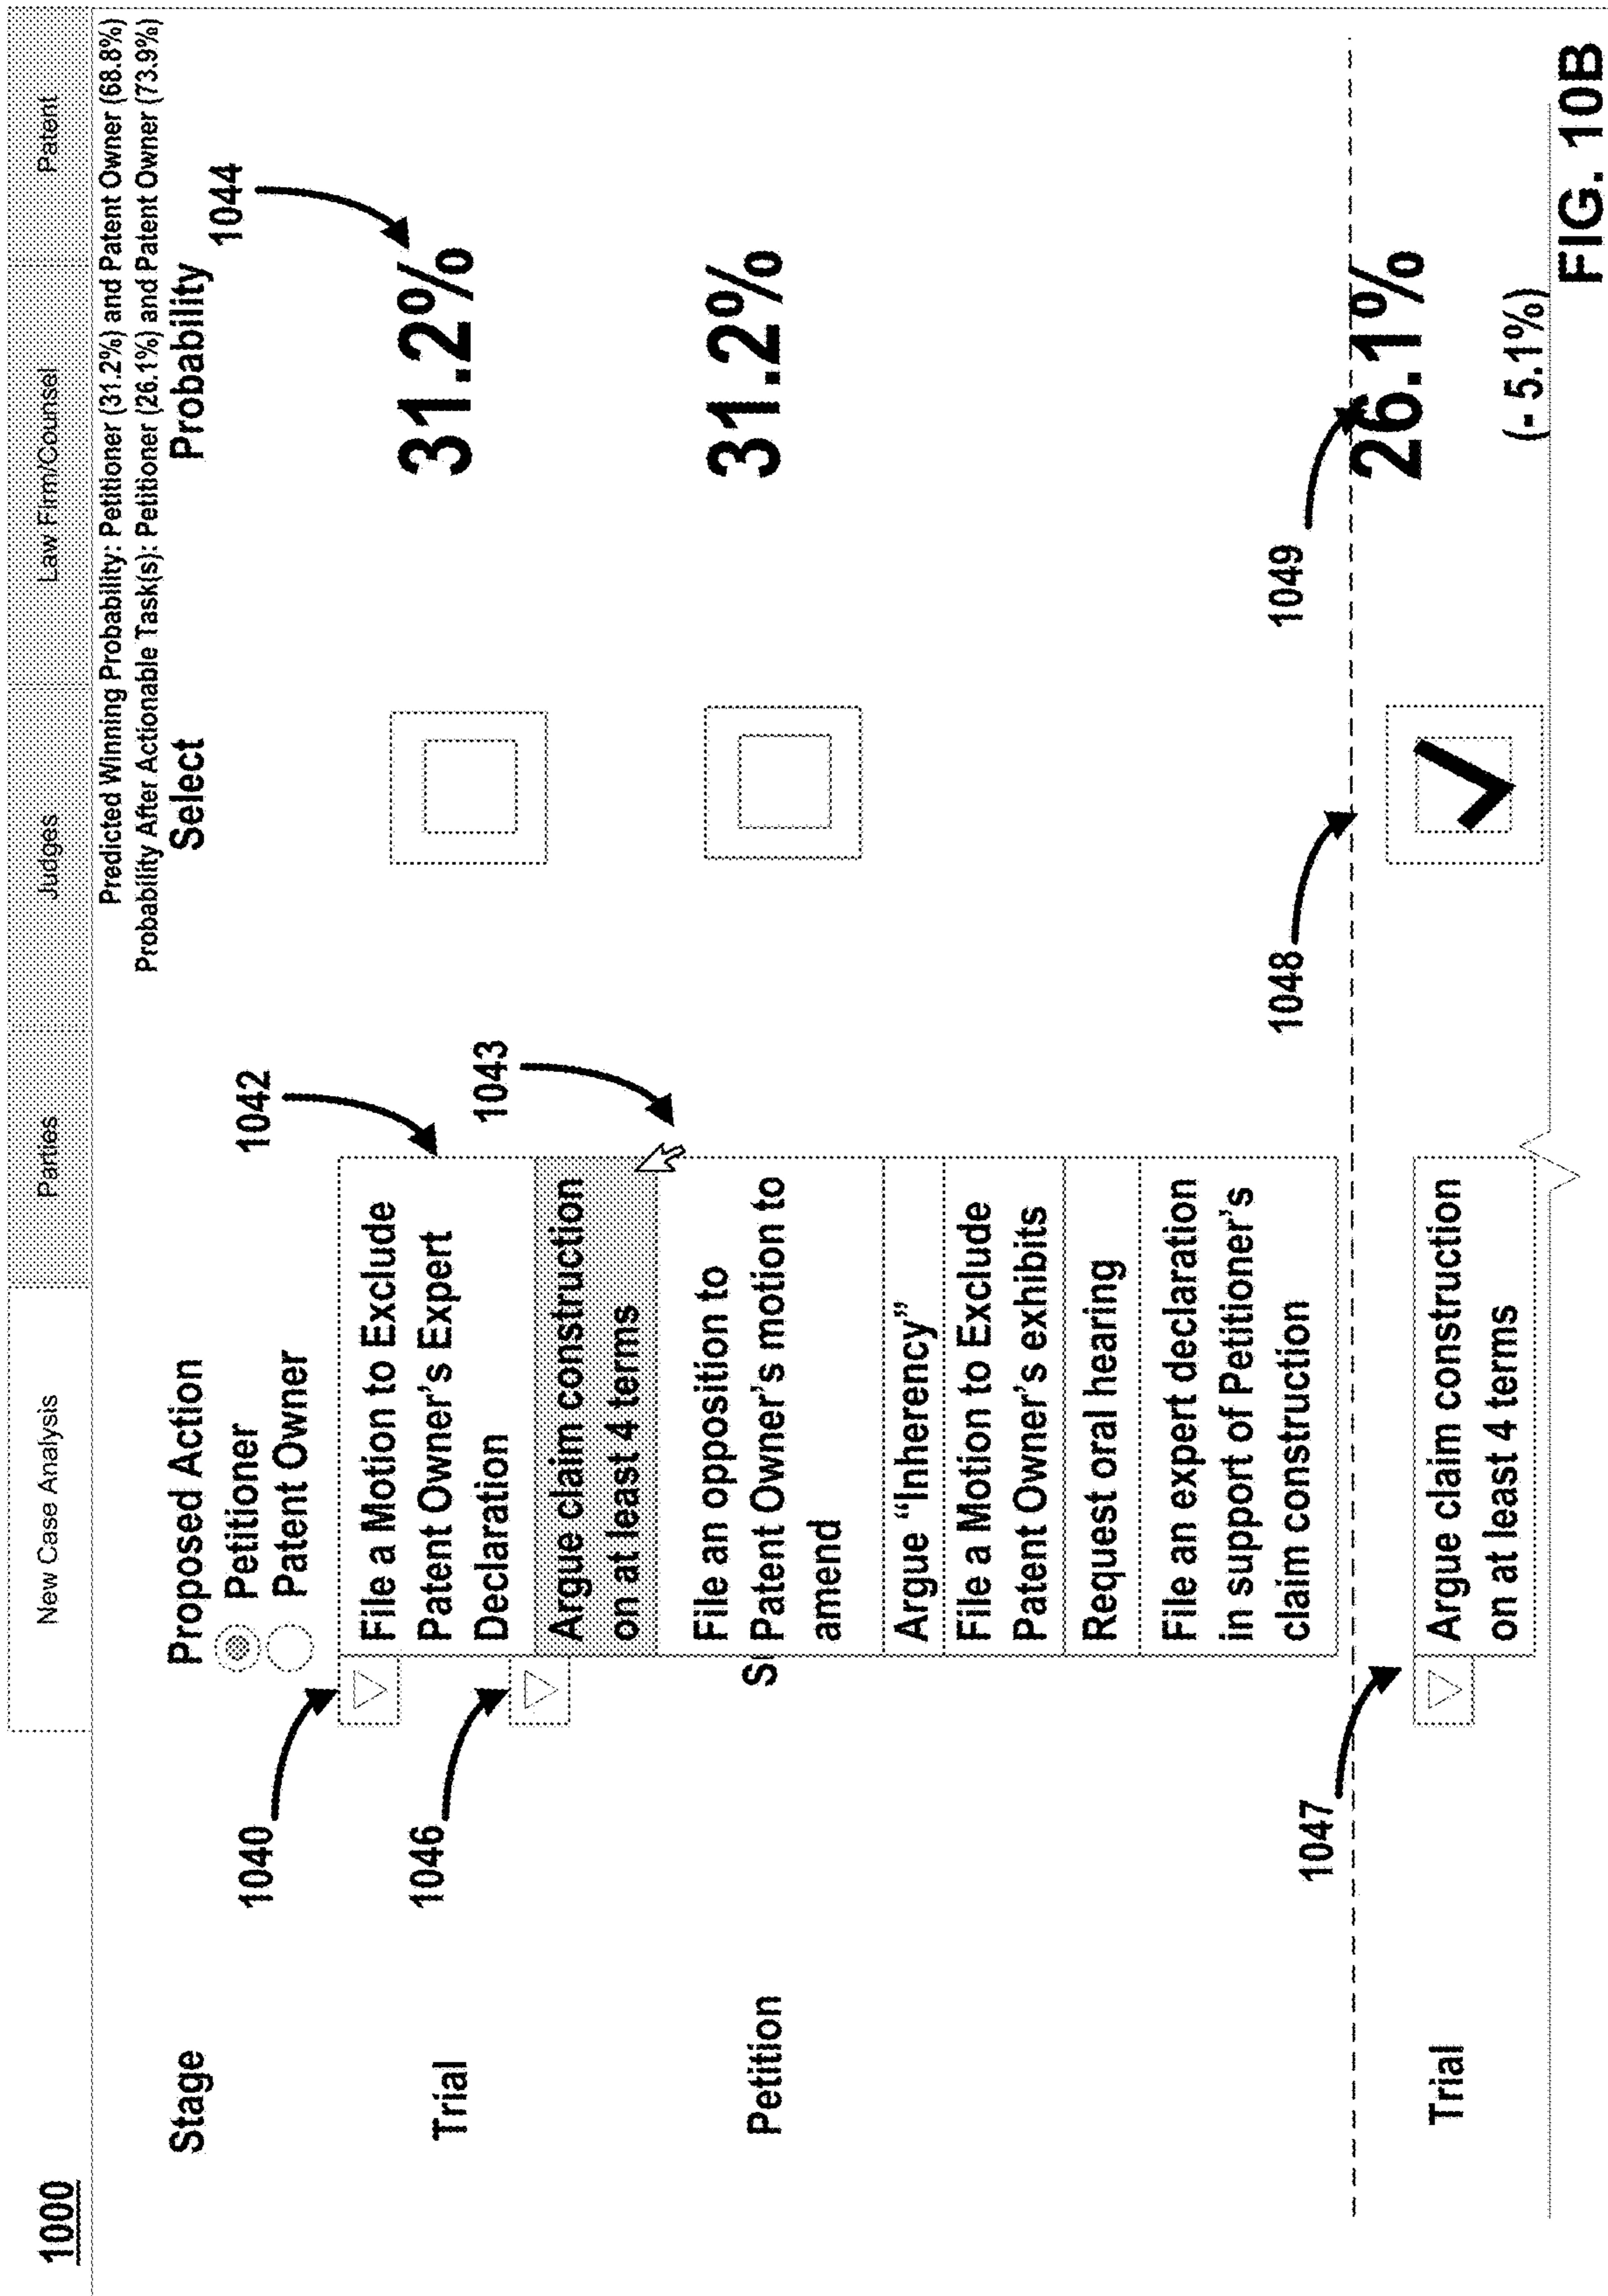 1000
New Case Analysis
Parties
Judges
Law Firm/Counsel
Patent
Predicted Winning Probability: Petitioner (31.2%) and Patent Owner (68.8%)
Probability After Actionable Task(s): Petitioner (26.1%) and Patent Owner (73.9%)
Stage
Proposed Action
Select
Probability
Petitioner
Patent Owner
1040
1042
1044
Trial
File a Motion to Exclude
Patent Owner's Expert
Declaration
31.2%
1046
1043
Argue claim construction
on at least 4 terms
Petition
S
File an opposition to
Patent Owner's motion to
amend
31.2%
Argue “Inherency”
File a Motion to Exclude
Patent Owner's exhibits
Request oral hearing
File an expert declaration
in support of Petitioner's
claim construction
1047
1048
1049
Trial
Argue claim construction
on at least 4 terms
26.1%
(- 5.1%)
FIG. 10B